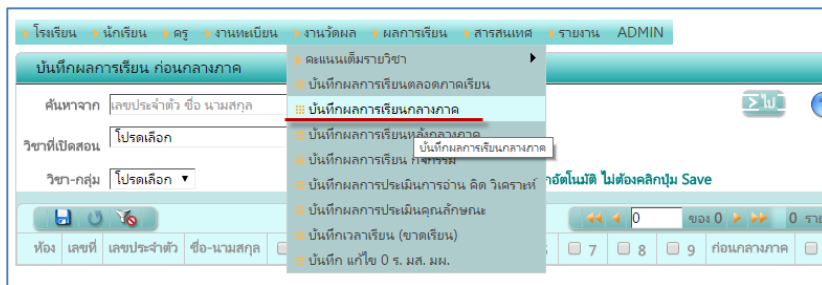 โรงเรียน นักเรียน ครู งานทะเบียน งานวัดผล ผลการเรียน สารสนเทศ รายงาน ADMIN
บันทึกผลการเรียน ก่อนกลางภาค
คะแนนเต็มรายวิชา
บันทึกผลการเรียนตลอดภาคเรียน
ค้นหาจาก เลขประจำตัว ชื่อ นามสกุล
บันทึกผลการเรียนกลางภาค
ไป
วิชาที่เปิดสอน โปรดเลือก
บันทึกผลการเรียนหลังกลางภาค
บันทึกผลการเรียนกลางภาค
บันทึกผลการเรียน กิจกรรม
วิชา-กลุ่ม โปรดเลือก
บันทึกผลการประเมินการอ่าน คิด วิเคราะห์
อัตโนมัติ ไม่ต้องคลิกปุ่ม Save
บันทึกผลการประเมินคุณลักษณะ
0 ของ 0 0
บันทึกเวลาเรียน (ขาดเรียน)
ห้อง เลขที่ เลขประจำตัว ชื่อ-นามสกุล 7 8 9 ก่อนกลางภาค
บันทึก แก้ไข 0 ร. มส. มผ.